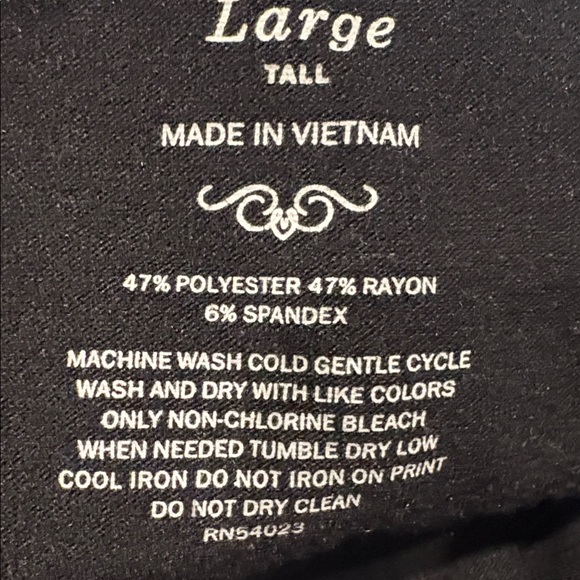 Large
TALL
MADE IN VIETNAM
47% POLYESTER 47% RAYON
6% SPANDEX
MACHINE WASH COLD GENTLE CYCLE
WASH AND DRY WITH LIKE COLORS
ONLY NON-CHLORINE BLEACH
WHEN NEEDED TUMBLE DRY LOW
COOL IRON DO NOT IRON ON PRINT
DO NOT DRY CLEAN
RN54023